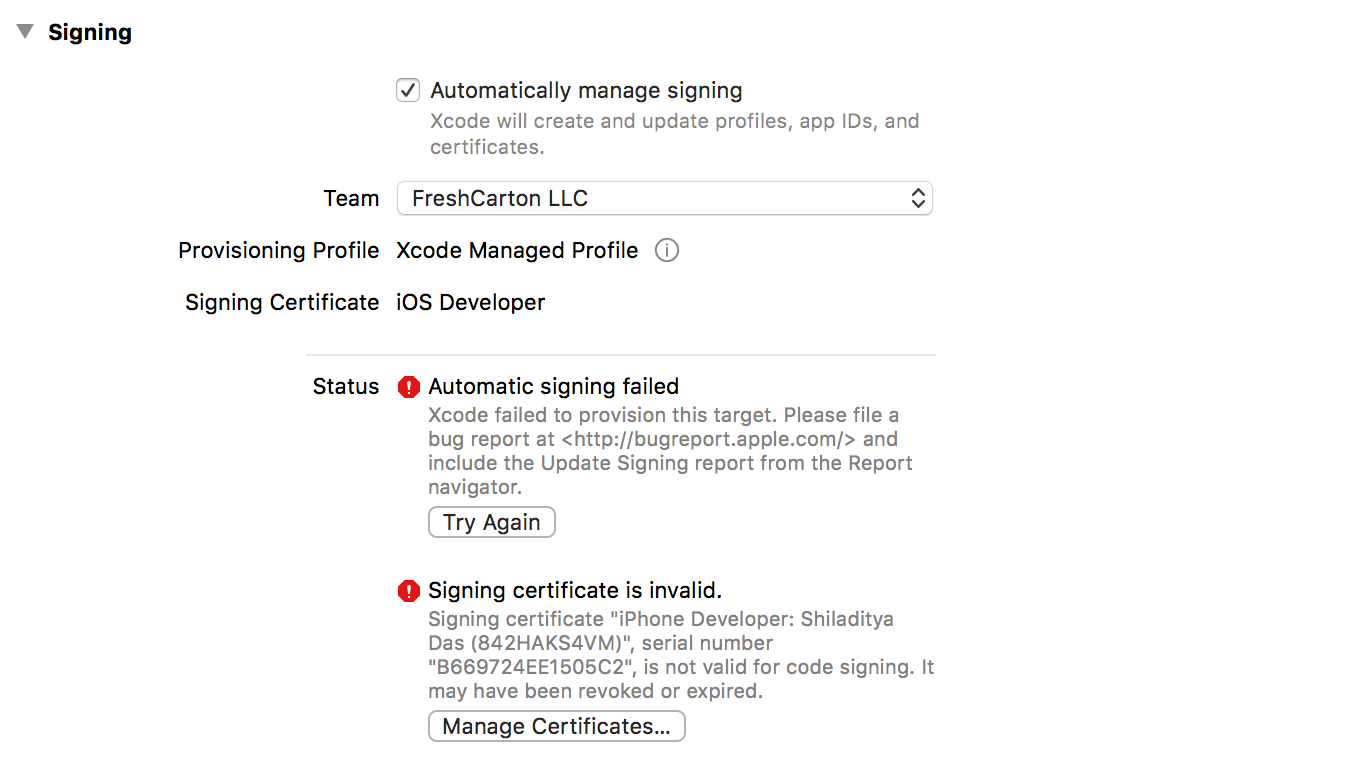 Signing
Automatically manage signing
Xcode will create and update profiles, app IDs, and
certificates.
Team FreshCarton LLC
Provisioning Profile Xcode Managed Profile
Signing Certificate iOS Developer
Status Automatic signing failed
Xcode failed to provision this target. Please file a
bug report at <http://bugreport.apple.com/> and
include the Update Signing report from the Report
navigator.
Try Again
Signing certificate is invalid.
Signing certificate "iPhone Developer: Shiladitya
Das (842HAKS4VM)", serial number
"B669724EE1505C2", is not valid for code signing. It
may have been revoked or expired.
Manage Certificates...